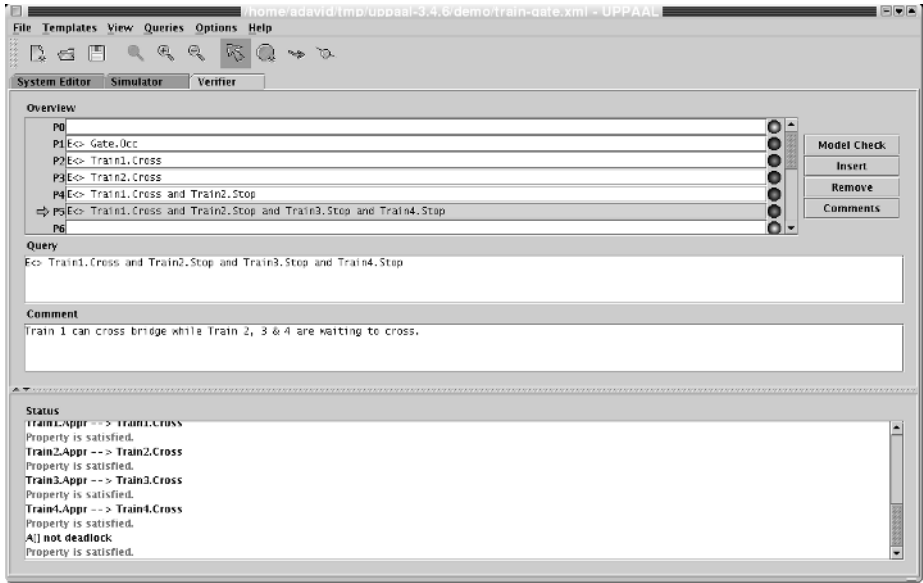 /home/adavid/tmp/uppaal-3.4.6/demo/train-gate.xml - UPPAAL
File Templates View Queries Options Help
System Editor Simulator Verifier
Overview
P0
P1 E<> Gate.Occ
P2 E<> Train1.Cross
P3 E<> Train2.Cross
P4 E<> Train1.Cross and Train2.Stop
P5 E<> Train1.Cross and Train2.Stop and Train3.Stop and Train4.Stop
P6
Model Check
Insert
Remove
Comments
Query
E<> Train1.Cross and Train2.Stop and Train3.Stop and Train4.Stop
Comment
Train 1 can cross bridge while Train 2, 3 & 4 are waiting to cross.
Status
Train1.Appr --> Train1.Cross
Property is satisfied.
Train2.Appr --> Train2.Cross
Property is satisfied.
Train3.Appr --> Train3.Cross
Property is satisfied.
Train4.Appr --> Train4.Cross
Property is satisfied.
A[] not deadlock
Property is satisfied.